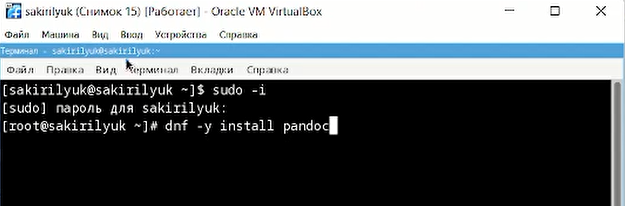 sakirilyuk (Снимок 15) [Работает] - Oracle VM VirtualBox
Файл Машина Вид Ввод Устройства Справка
Терминал - sakirilyuk@sakirilyuk:~
Файл Правка Вид Терминал Вкладки Справка
[sakirilyuk@sakirilyuk ~]$ sudo -i
[sudo] пароль для sakirilyuk:
[root@sakirilyuk ~]# dnf -y install pandoc